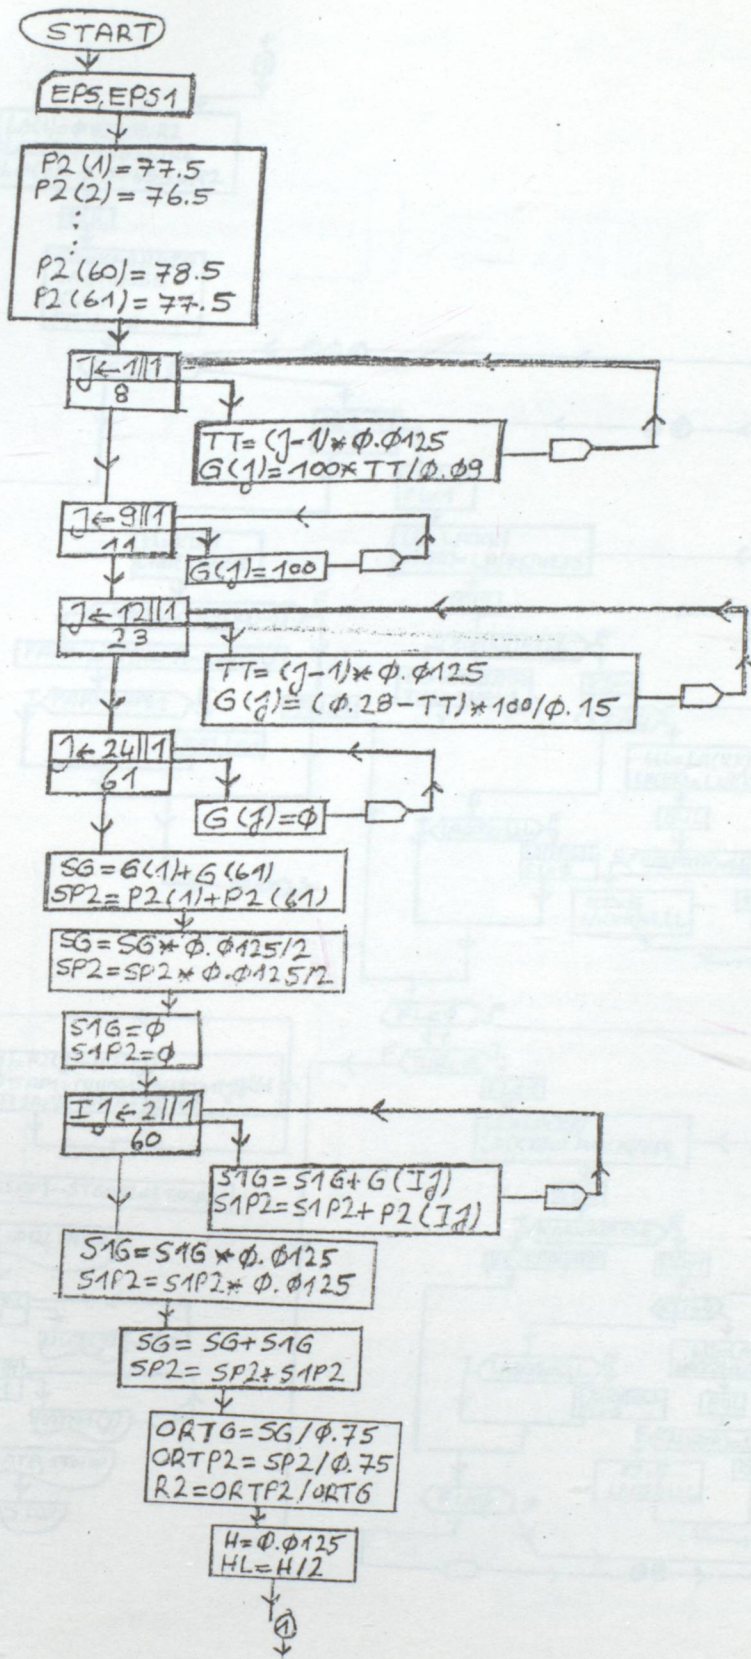 START
EPS,EPS1
P2(1)=77.5
P2(2)=76.5
:
:
P2(60)=78.5
P2(61)=77.5
J←1||1
8
TT=(J-1)*Φ.Φ125
G(J)=100*TT/Φ.Φ9
J←9||1
11
G(J)=100
J←12||1
23
TT=(J-1)*Φ.Φ125
G(J)=(Φ.28-TT)*100/Φ.15
J←24||1
61
G(J)=Φ
SG=G(1)+G(61)
SP2=P2(1)+P2(61)
SG=SG*Φ.Φ125/2
SP2=SP2*Φ.Φ125/2
S1G=Φ
S1P2=Φ
IJ←2||1
60
S1G=S1G+G(IJ)
S1P2=S1P2+P2(IJ)
S1G=S1G*Φ.Φ125
S1P2=S1P2*Φ.Φ125
SG=SG+S1G
SP2=SP2+S1P2
ORTG=SG/Φ.75
ORTP2=SP2/Φ.75
R2=ORTP2/ORTG
H=Φ.Φ125
HL=H/2
1